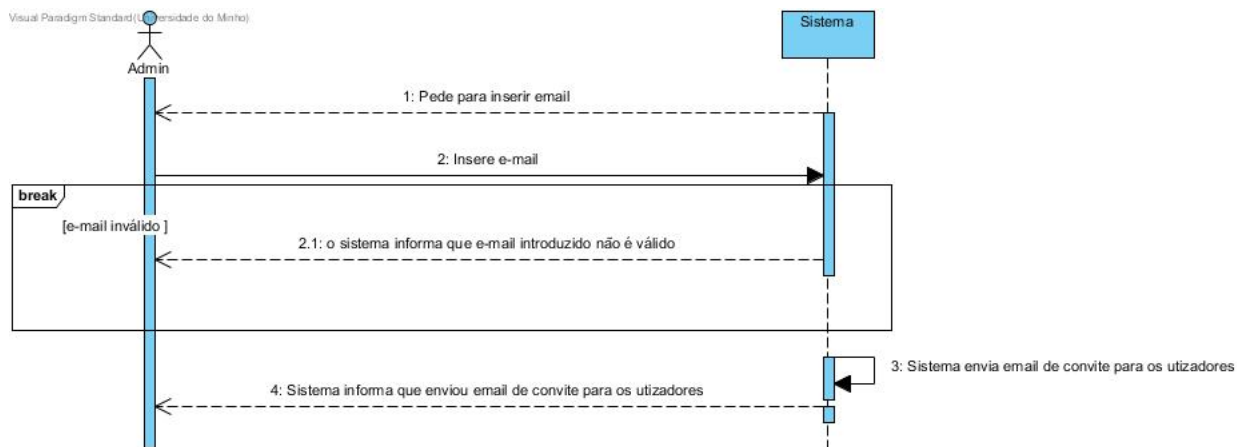 Visual Paradigm Standard(Universidade do Minho)
Sistema
Admin
1: Pede para inserir email
2: Insere e-mail
break
[e-mail inválido ]
2.1: o sistema informa que e-mail introduzido não é válido
3: Sistema envia email de convite para os utizadores
4: Sistema informa que enviou email de convite para os utizadores